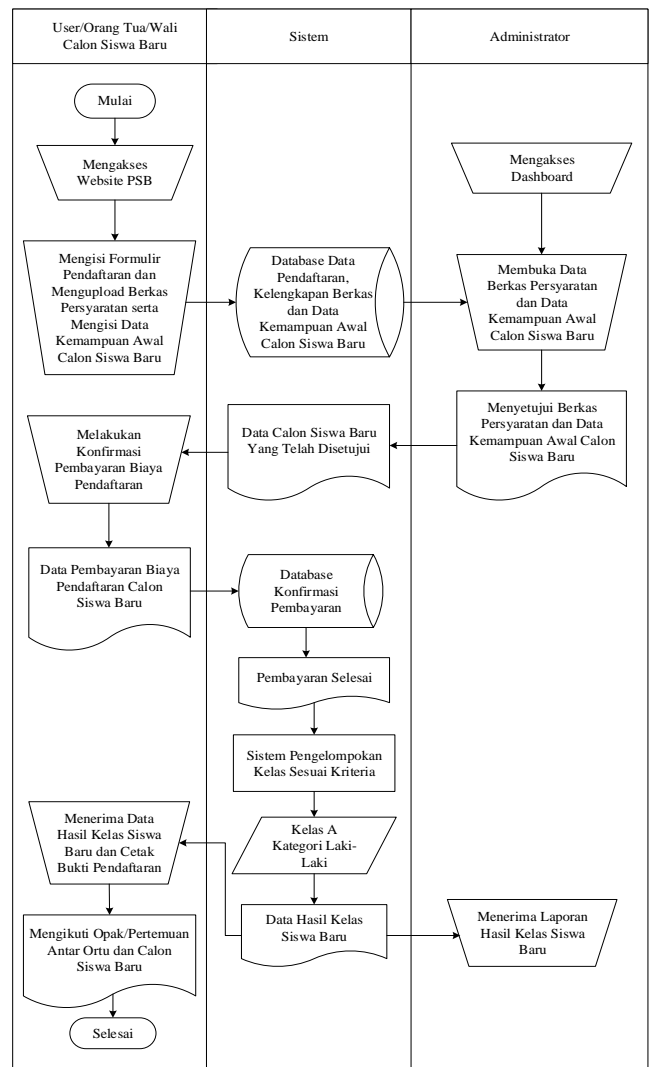 User/Orang Tua/Wali
Calon Siswa Baru
Sistem
Administrator
Mulai
Mengakses
Website PSB
Mengakses
Dashboard
Mengisi Formulir
Pendaftaran dan
Mengupload Berkas
Persyaratan serta
Mengisi Data
Kemampuan Awal
Calon Siswa Baru
Database Data
Pendaftaran,
Kelengkapan Berkas
dan Data
Kemampuan Awal
Calon Siswa Baru
Membuka Data
Berkas Persyaratan
dan Data
Kemampuan Awal
Calon Siswa Baru
Menyetujui Berkas
Persyaratan dan Data
Kemampuan Awal Calon
Siswa Baru
Data Calon Siswa Baru
Yang Telah Disetujui
Melakukan
Konfirmasi
Pembayaran Biaya
Pendaftaran
Data Pembayaran Biaya
Pendaftaran Calon
Siswa Baru
Database
Konfirmasi
Pembayaran
Pembayaran Selesai
Sistem Pengelompokan
Kelas Sesuai Kriteria
Kelas A
Kategori Laki-
Laki
Data Hasil Kelas
Siswa Baru
Menerima Data
Hasil Kelas Siswa
Baru dan Cetak
Bukti Pendaftaran
Menerima Laporan
Hasil Kelas Siswa
Baru
Mengikuti Opak/Pertemuan
Antar Ortu dan Calon
Siswa Baru
Selesai